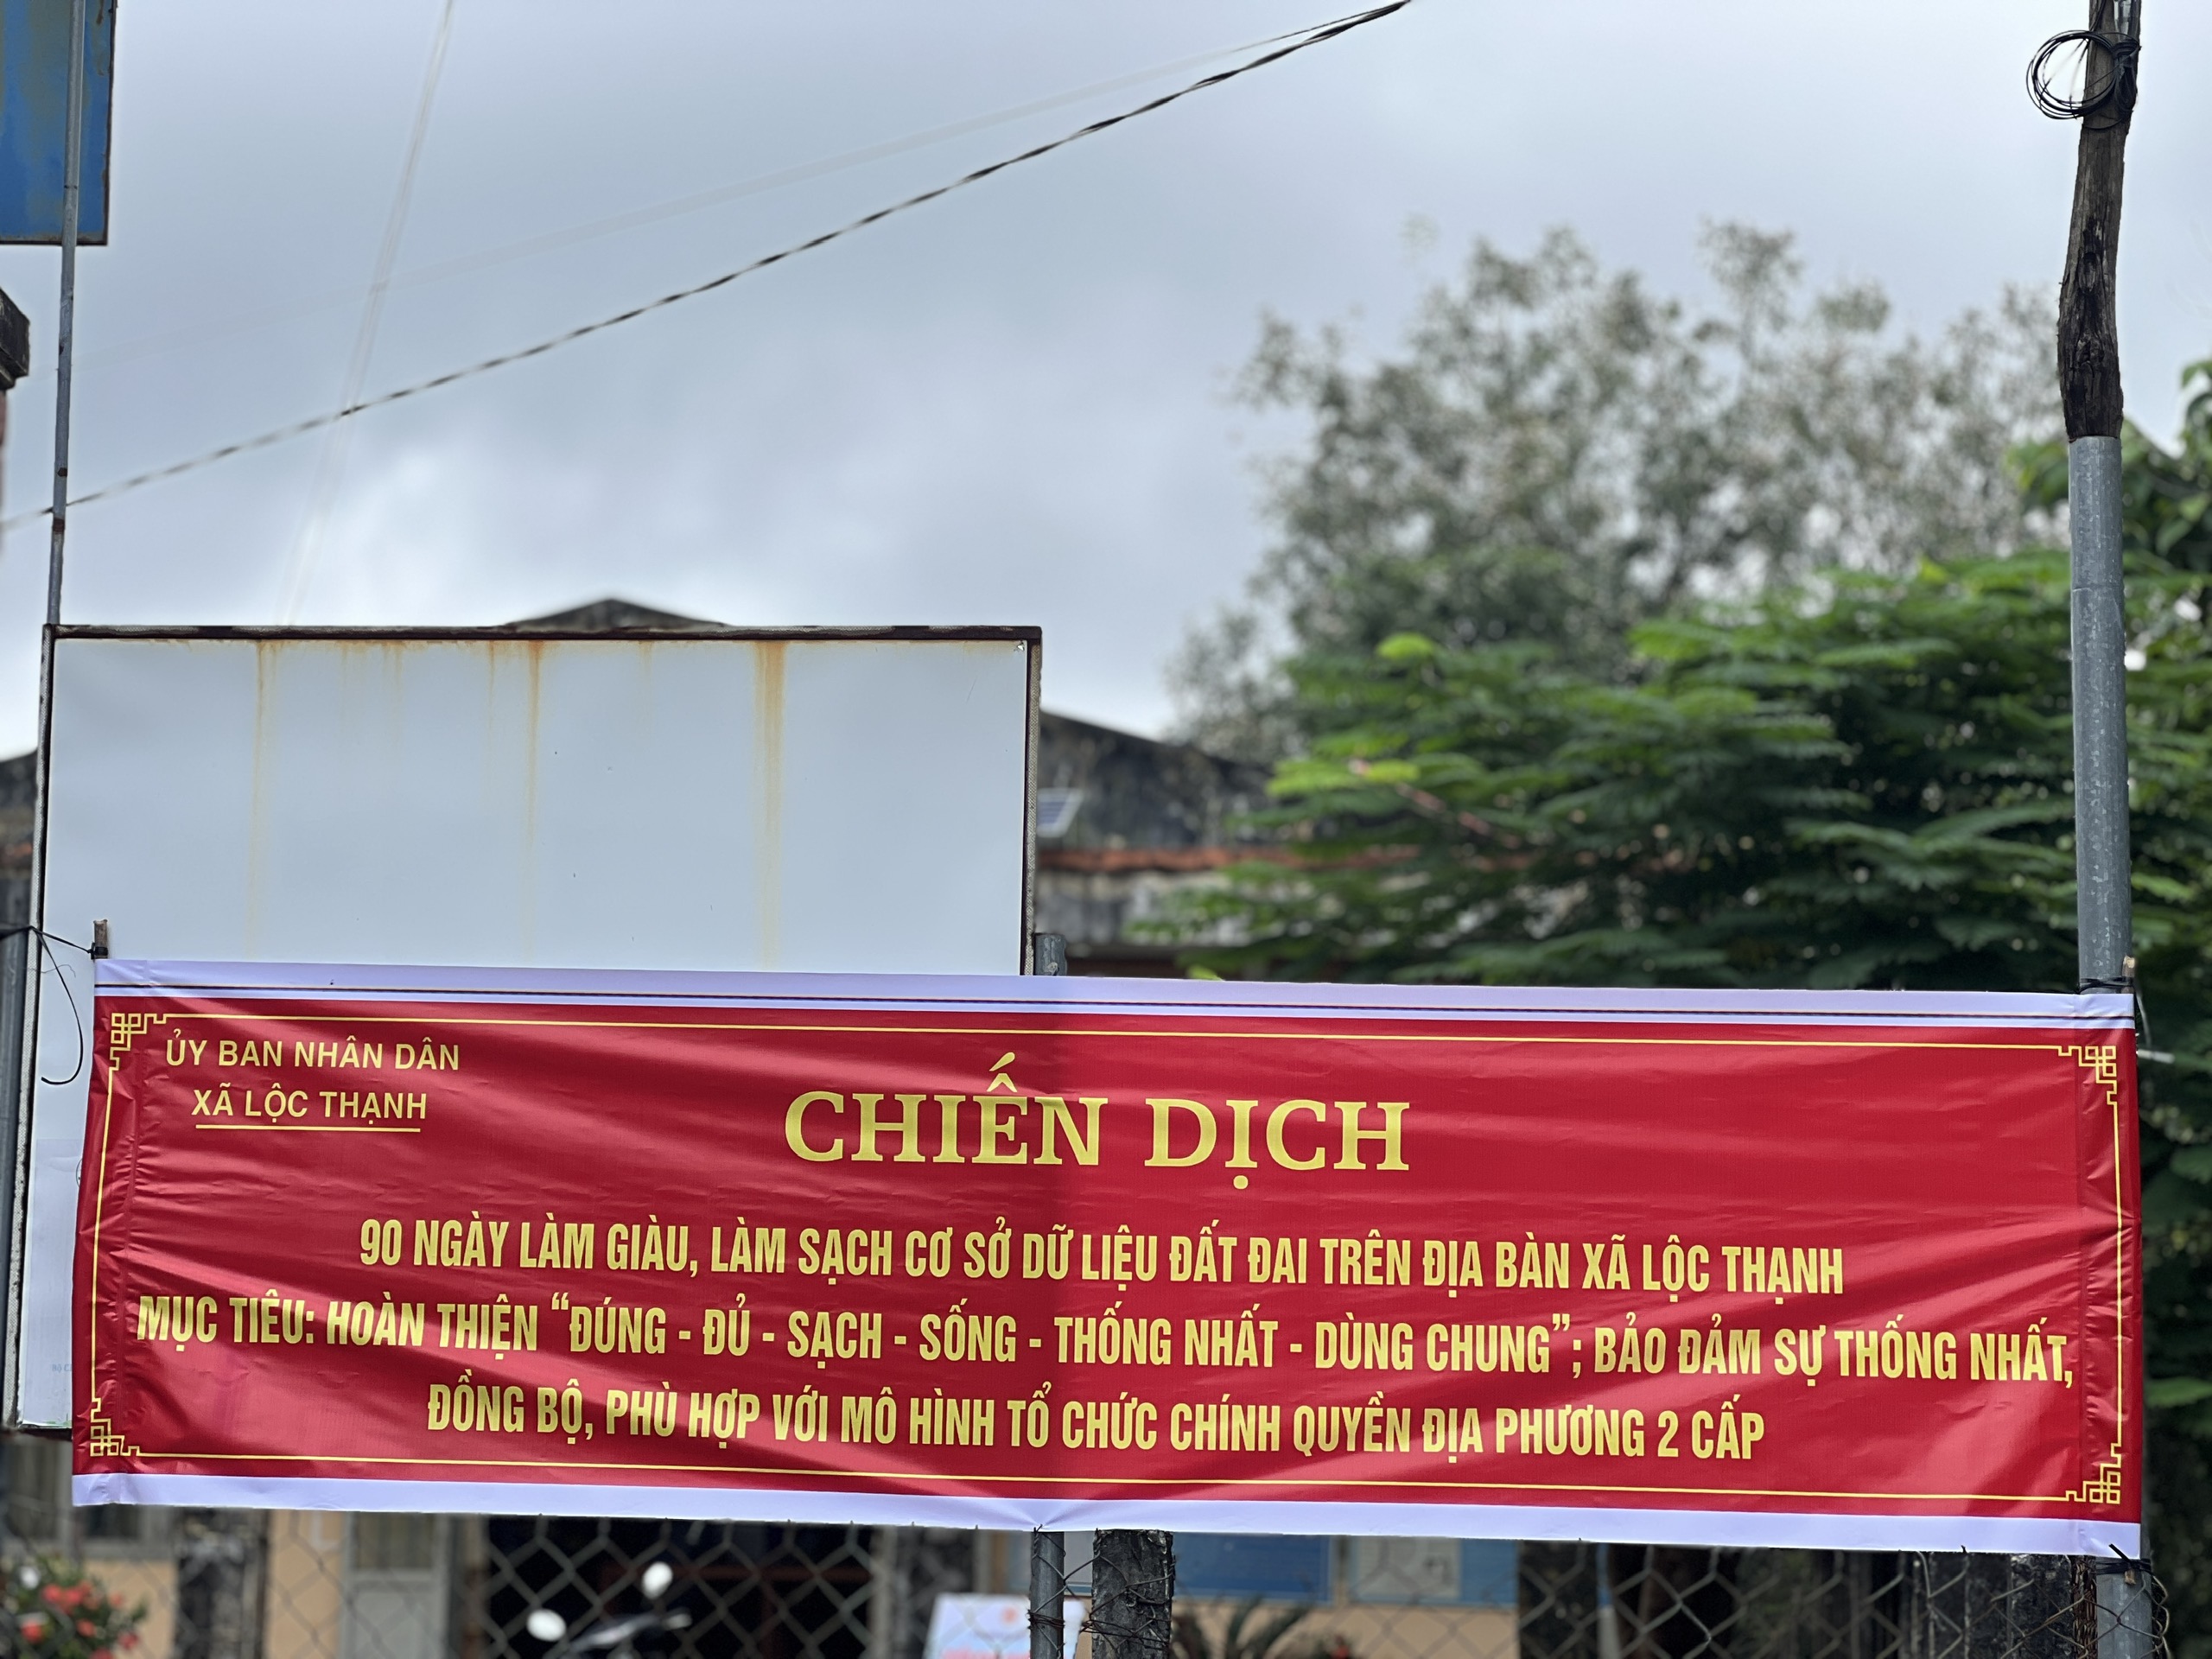 ỦY BAN NHÂN DÂN
XÃ LỘC THẠNH
CHIẾN DỊCH
90 NGÀY LÀM GIÀU, LÀM SẠCH CƠ SỞ DỮ LIỆU ĐẤT ĐAI TRÊN ĐỊA BÀN XÃ LỘC THẠNH
MỤC TIÊU: HOÀN THIỆN “ĐÚNG - ĐỦ - SẠCH - SỐNG - THỐNG NHẤT - DÙNG CHUNG”; BẢO ĐẢM SỰ THỐNG NHẤT,
ĐỒNG BỘ, PHÙ HỢP VỚI MÔ HÌNH TỔ CHỨC CHÍNH QUYỀN ĐỊA PHƯƠNG 2 CẤP